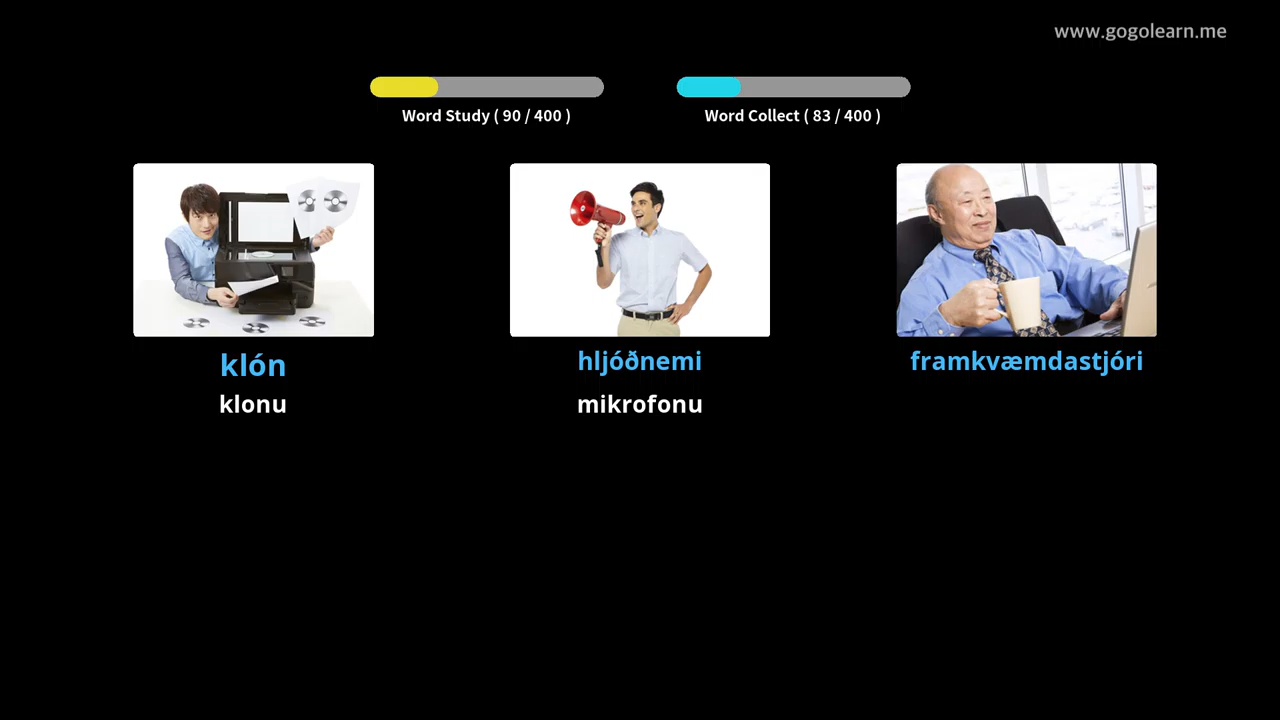 www.gogolearn.me
Word Study ( 90 / 400 )
Word Collect ( 83 / 400 )
klón
hljóðnemi
framkvæmdastjóri
klonu
mikrofonu